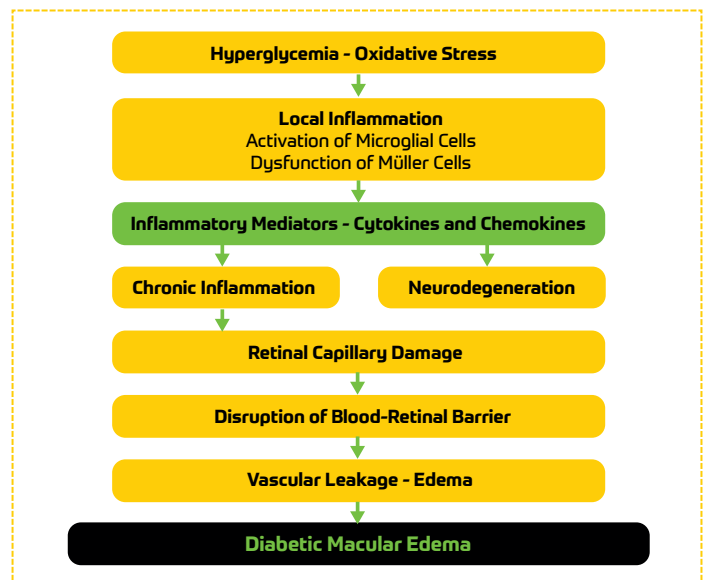 Hyperglycemia - Oxidative Stress
Local Inflammation
Activation of Microglial Cells
Dysfunction of Müller Cells
Inflammatory Mediators - Cytokines and Chemokines
Chronic Inflammation
Neurodegeneration
Retinal Capillary Damage
Disruption of Blood-Retinal Barrier
Vascular Leakage - Edema
Diabetic Macular Edema